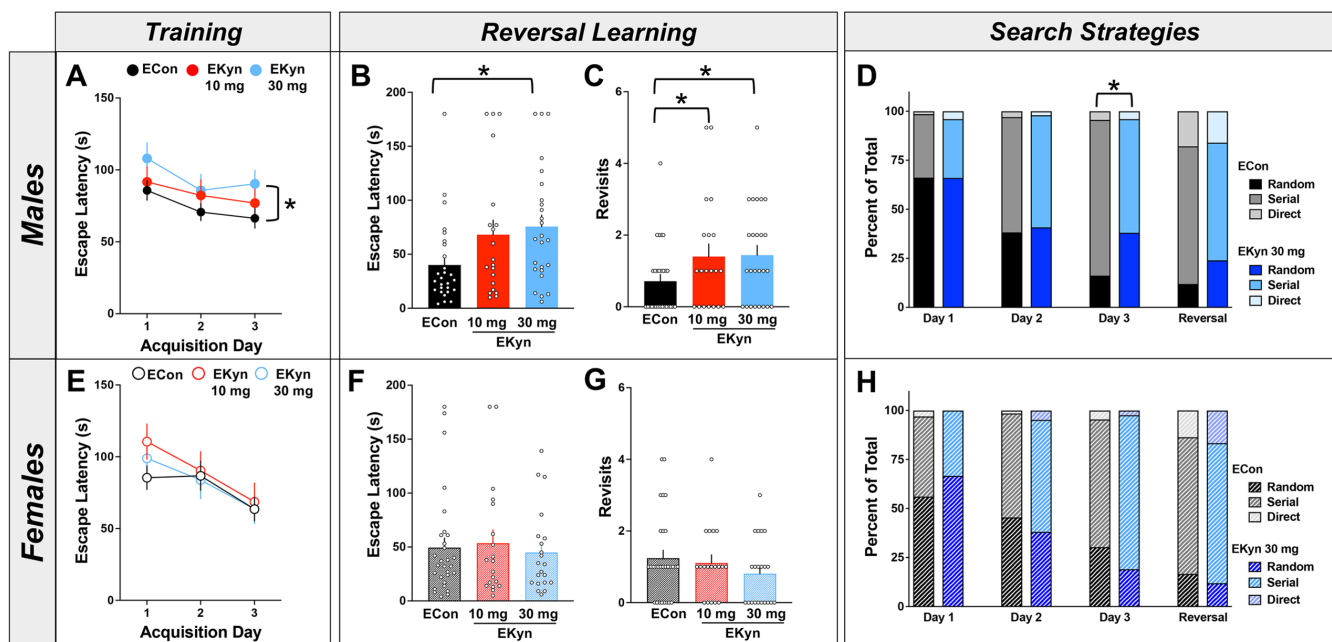 Training
Reversal Learning
Search Strategies
Males
A
ECon EKyn EKyn
10 mg 30 mg
Escape Latency (s)
150
100
50
0
1 2 3
Acquisition Day
*
B
*
Escape Latency (s)
200
150
100
50
0
ECon 10 mg 30 mg
EKyn
C
*
*
Revisits
6
4
2
0
ECon 10 mg 30 mg
EKyn
D
*
Percent of Total
100
75
50
25
0
Day 1 Day 2 Day 3 Reversal
ECon
Random
Serial
Direct
EKyn 30 mg
Random
Serial
Direct
Females
E
ECon EKyn EKyn
10 mg 30 mg
Escape Latency (s)
150
100
50
0
1 2 3
Acquisition Day
F
Escape Latency (s)
200
150
100
50
0
ECon 10 mg 30 mg
EKyn
G
Revisits
6
4
2
0
ECon 10 mg 30 mg
EKyn
H
Percent of Total
100
75
50
25
0
Day 1 Day 2 Day 3 Reversal
ECon
Random
Serial
Direct
EKyn 30 mg
Random
Serial
Direct